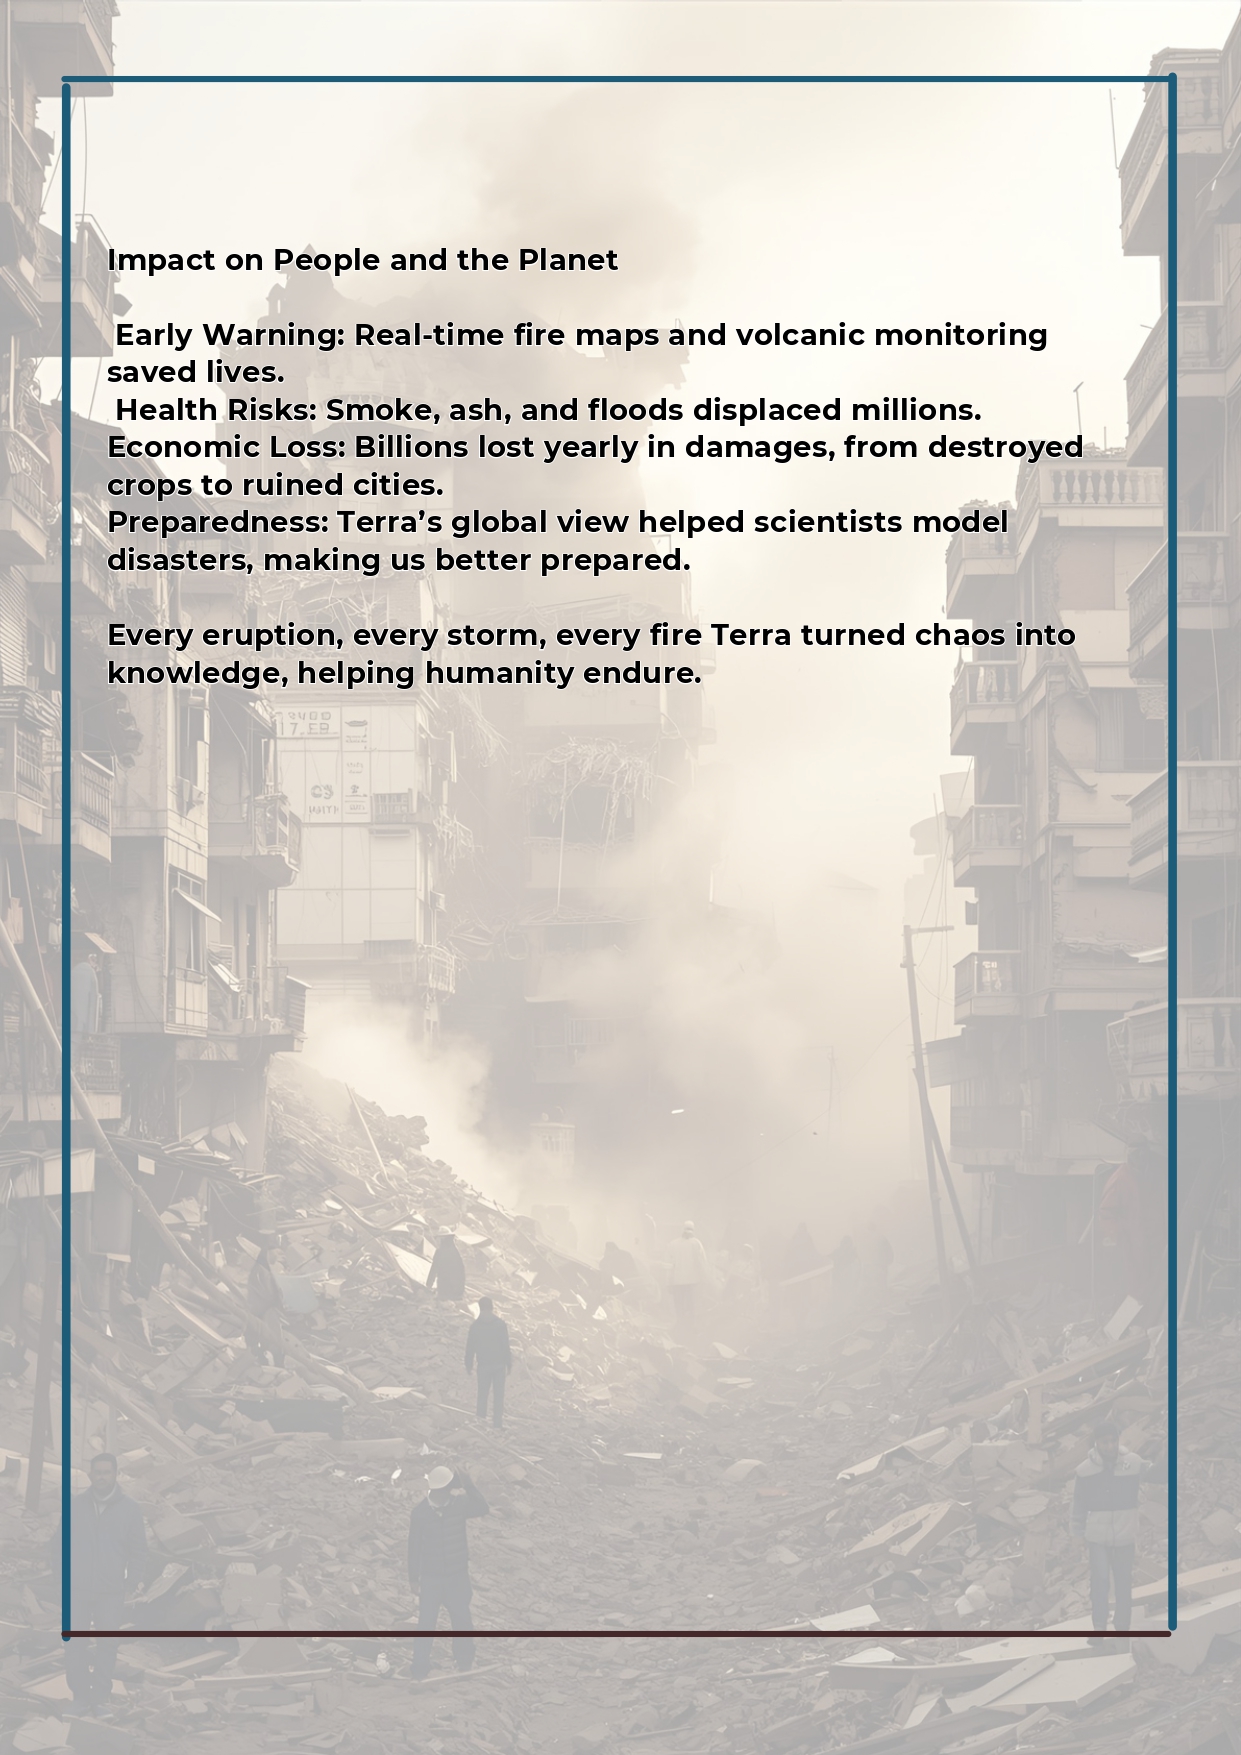 Impact on People and the Planet
Early Warning: Real-time fire maps and volcanic monitoring
saved lives.
Health Risks: Smoke, ash, and floods displaced millions.
Economic Loss: Billions lost yearly in damages, from destroyed
crops to ruined cities.
Preparedness: Terra’s global view helped scientists model
disasters, making us better prepared.
Every eruption, every storm, every fire Terra turned chaos into
knowledge, helping humanity endure.